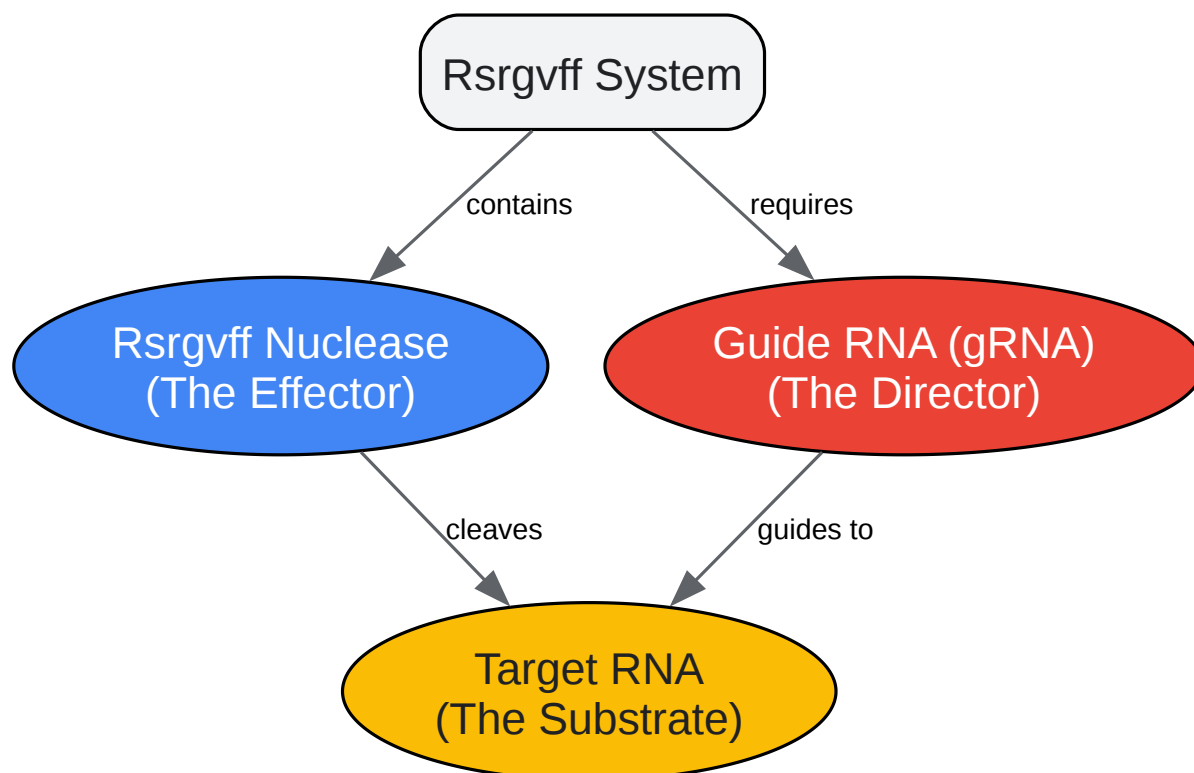 Rsrgvff System
contains
requires
Rsrgvff Nuclease
(The Effector)
Guide RNA (gRNA)
(The Director)
cleaves
guides to
Target RNA
(The Substrate)